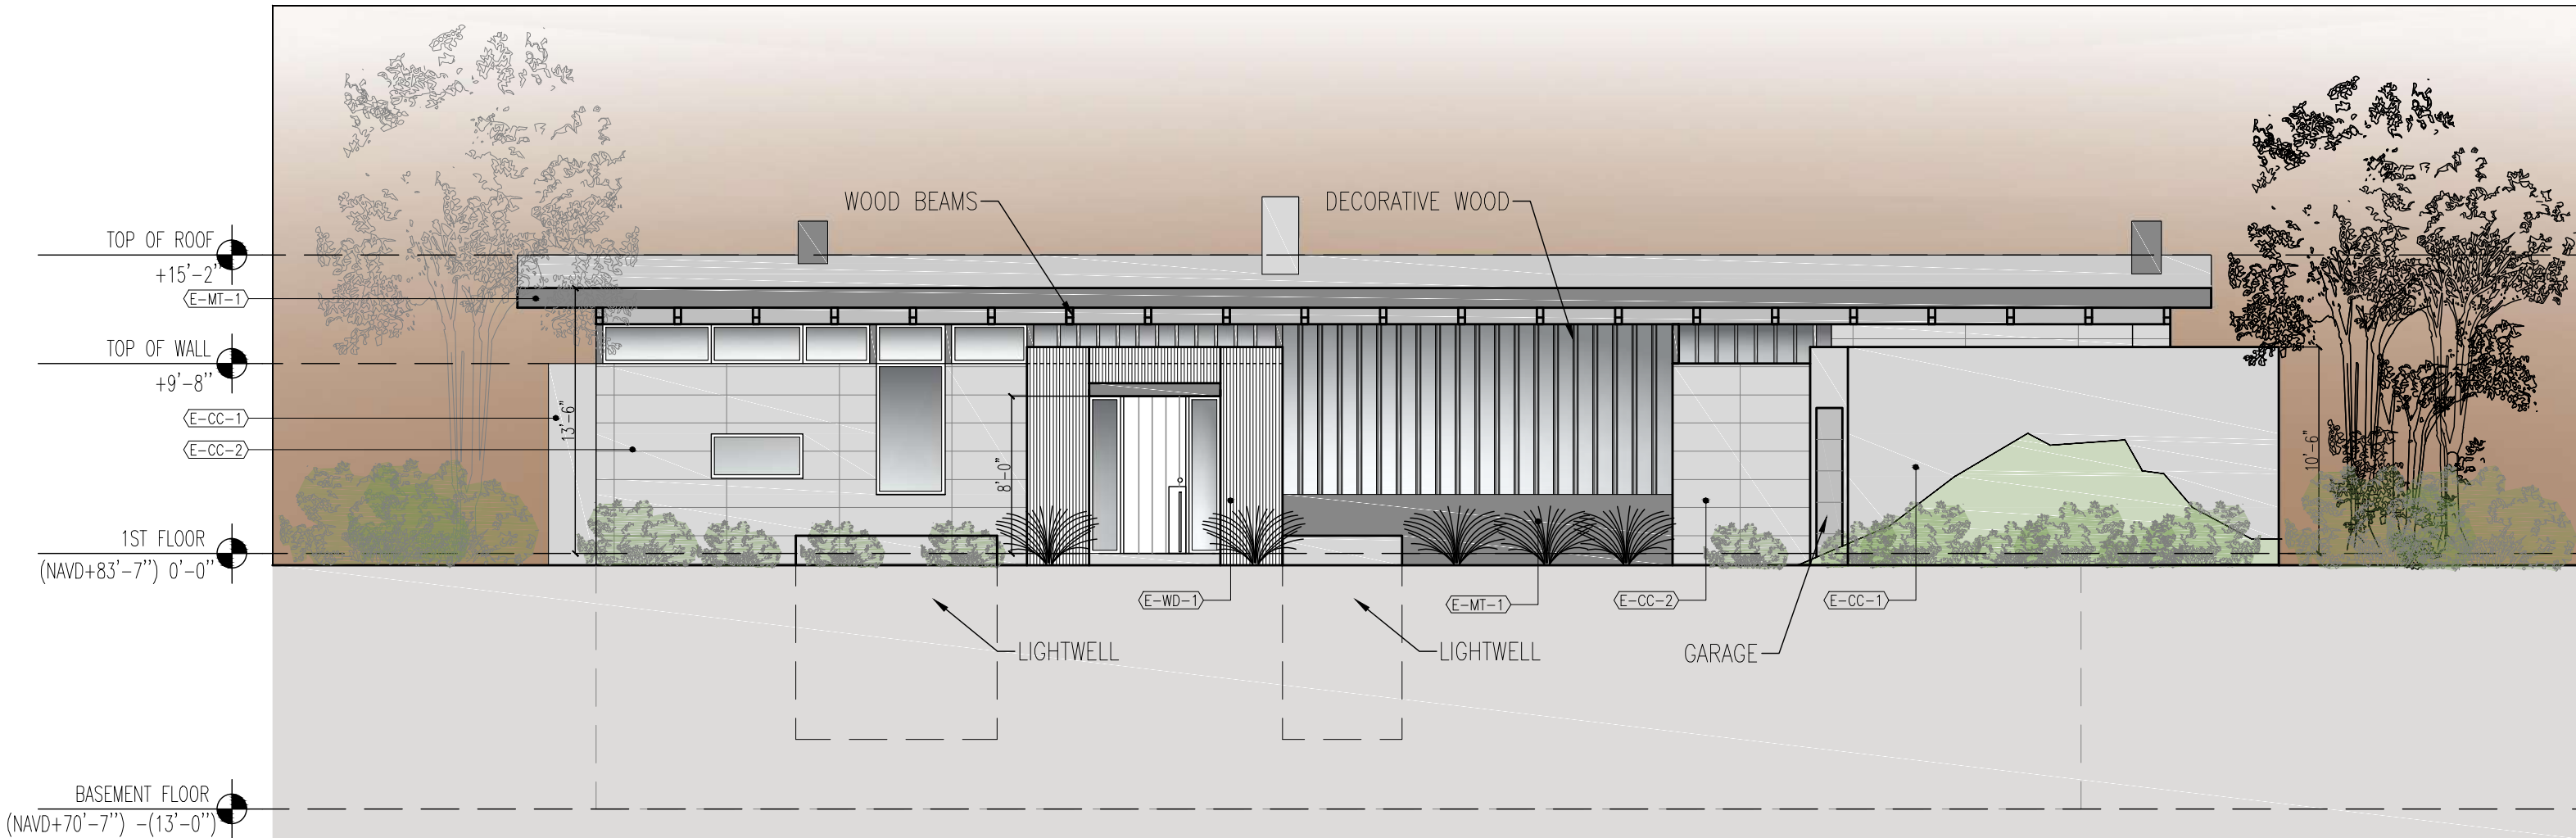 WOOD BEAMS
DECORATIVE WOOD
TOP OF ROOF
+15'-2"
E-MT-1
TOP OF WALL
+9'-8"
E-CC-1
13'-6"
E-CC-2
10'-6"
8'-0"
1ST FLOOR
(NAVD+83'-7") 0'-0"
E-WD-1
E-MT-1
E-CC-2
E-CC-1
LIGHTWELL
LIGHTWELL
GARAGE
BASEMENT FLOOR
(NAVD+70'-7") -(13'-0")